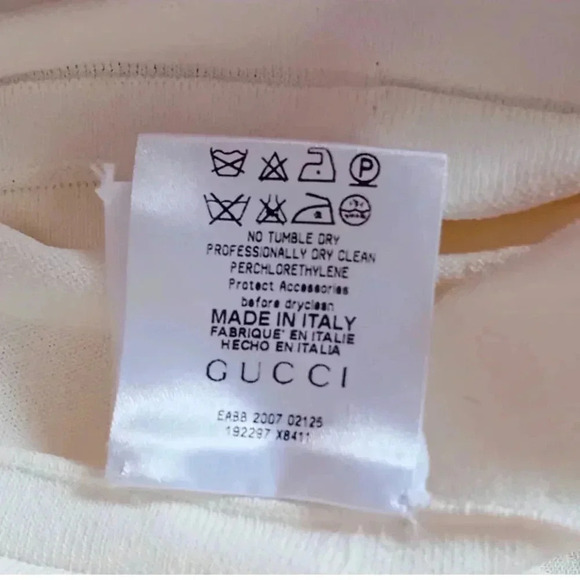 P
NO TUMBLE DRY
PROFESSIONALLY DRY CLEAN
PERCHLORETHYLENE
Protect Accessories
before dryclean
MADE IN ITALY
FABRIQUE' EN ITALIE
HECHO EN ITALIA
GUCCI
EABB 2007 02125
192297 X8411